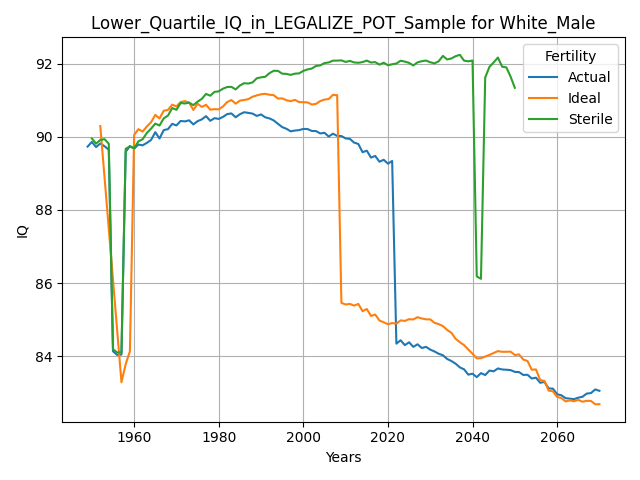 Lower_Quartile_IQ_in_LEGALIZE_POT_Sample for White_Male
Fertility
Actual
Ideal
Sterile
IQ
92
90
88
86
84
1960 1980 2000 2020 2040 2060
Years